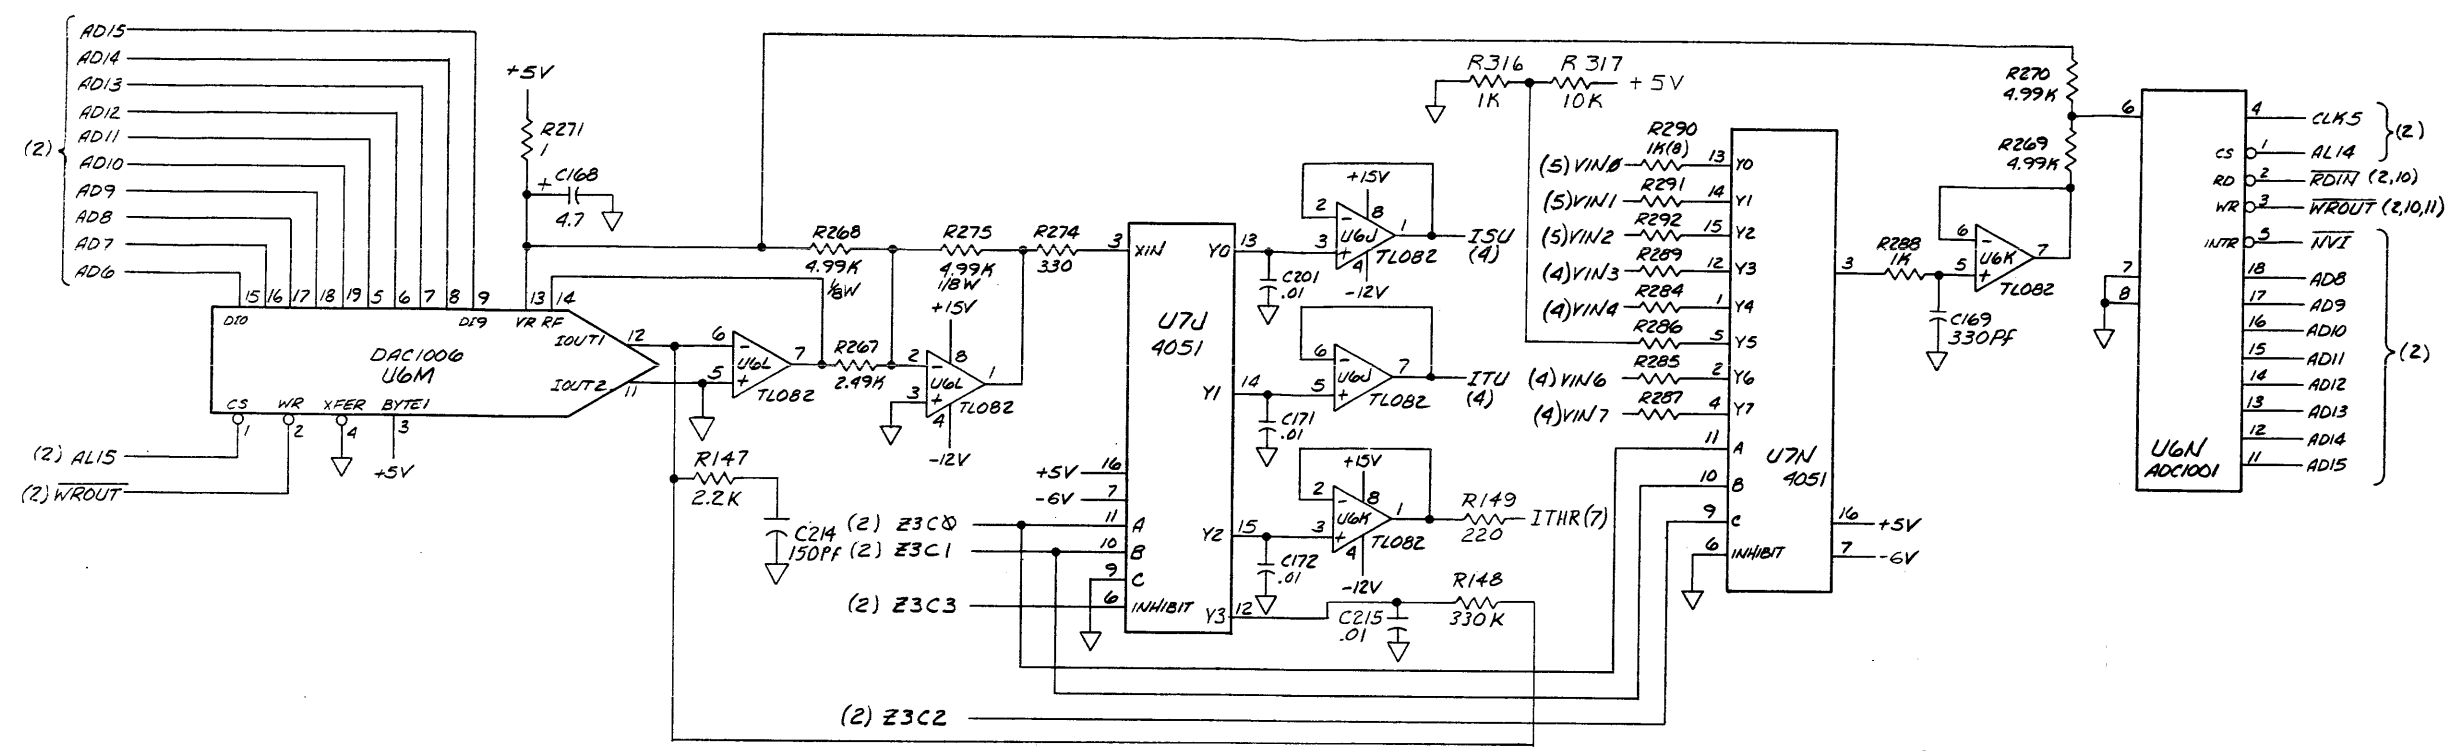 AD15
AD14
AD13
AD12
AD11
AD10
AD9
AD8
AD7
AD6
(2)
+5V
R271
1
+ C168
4.7
15 16 17 18 19 5 6 7 8 9 13 14
DI0 DI9 VR RF
IOUT1 12
DAC1006
U6M
IOUT2 11
CS WR XFER BYTE1
1 2 4 3
(2) AL15
(2) WROUT
+5V
R268
4.99K
1/8W
R275
4.99K
1/8W
R274
330
6 -
5 +
U6L 7
TL082
R267
2.49K
+15V
8
2 -
U6L 1
3 +
4 TL082
-12V
R147
2.2K
C214
150Pf
3 XIN
U7J
4051
Y0 13
Y1 14
Y2 15
Y3 12
+5V 16
-6V 7
(2) Z3C0 11 A
(2) Z3C1 10 B
9 C
(2) Z3C3 6 INHIBIT
(2) Z3C2
C201
.01
+15V
2 - 8
U6J 1
3 +
4 TL082
-12V
ISU
(4)
C171
.01
6 -
U6J 7
5 +
TL082
ITU
(4)
C172
.01
+15V
2 - 8
U6K 1
3 +
4 TL082
-12V
R149
220
ITHR(7)
C215
.01
R148
330K
R316
1K
R317
10K
+5V
R290
1K(8)
(5)VIN0 13 Y0
R291
(5)VIN1 14 Y1
R292
(5)VIN2 15 Y2
R289
(4)VIN3 12 Y3
R284
(4)VIN4 1 Y4
R286
5 Y5
R285
(4)VIN6 2 Y6
R287
(4)VIN7 4 Y7
11 A
10 B
9 C
6 INHIBIT
U7N
4051
3
16 +5V
7 -6V
R288
1K
C169
330Pf
6 -
U6K 7
5 +
TL082
R270
4.99K
R269
4.99K
6
7
8
U6N
ADC1001
4 CLK5
CS 1 AL14
(2)
RD 2 RDIN (2,10)
WR 3 WROUT (2,10,11)
INTR 5 NVI
18 AD8
17 AD9
16 AD10
15 AD11
14 AD12
13 AD13
12 AD14
11 AD15
(2)